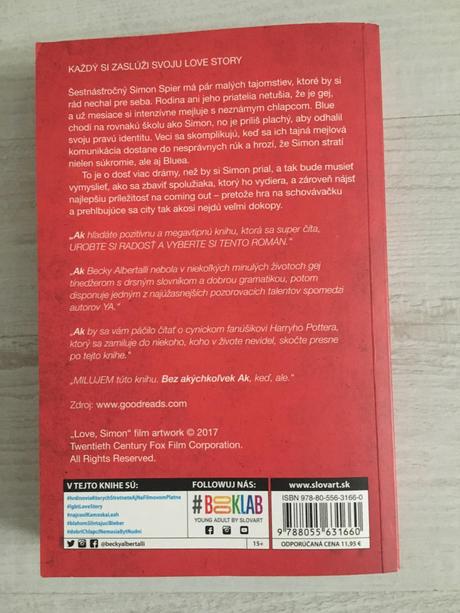 KAŽDÝ SI ZASLÚŽI SVOJU LOVE STORY
Šestnásťročný Simon Spier má pár malých tajomstiev, ktoré by si
rád nechal pre seba. Rodina ani jeho priatelia netušia, že je gej,
a už mesiace si intenzívne mejluje s neznámym chlapcom. Blue
chodí na rovnakú školu ako Simon, no je príliš plachý, aby odhalil
svoju pravú identitu. Veci sa skomplikujú, keď sa ich tajná mejlová
komunikácia dostane do nesprávnych rúk a hrozí, že Simon stratí
nielen súkromie, ale aj Bluea.
To je o dosť viac drámy, než by si Simon prial, a tak bude musieť
vymyslieť, ako sa zbaviť spolužiaka, ktorý ho vydiera, a zároveň nájsť
najlepšiu príležitosť na coming out – pretože hra na schovávačku
a prehlbujúce sa city tak akosi nejdú veľmi dokopy.
„Ak hľadáte pozitívnu a megavtipnú knihu, ktorá sa super číta,
UROBTE SI RADOSŤ A VYBERTE SI TENTO ROMÁN.“
„Ak Becky Albertalli nebola v niekoľkých minulých životoch gej
tínedžerom s drsným slovníkom a dobrou gramatikou, potom
disponuje jedným z najúžasnejších pozorovacích talentov spomedzi
autorov YA.“
„Ak by sa vám páčilo čítať o cynickom fanúšikovi Harryho Pottera,
ktorý sa zamiluje do niekoho, koho v živote nevidel, skočte presne
po tejto knihe.“
„MILUJEM túto knihu. Bez akýchkoľvek Ak, keď, ale.“
Zdroj: www.goodreads.com
„Love, Simon“ film artwork © 2017
Twentieth Century Fox Film Corporation.
All Rights Reserved.
V TEJTO KNIHE SÚ:
#hrdinoviaKtorychStretneteAjNaFilmovomPlatne
#lgbtLoveStory
#najcoolKamoskaLeah
#blahomSlintajuciBieber
#dobriChlapciNemusiaBytNudni
@beckyalbertalli
NASLEDUJ NÁS:
#BOOKLAB
YOUNG ADULT BY SLOVART
15+
www.slovart.sk
ISBN 978-80-556-3166-0
9 788055 631660
ODPORÚČANÁ CENA 11,95 €